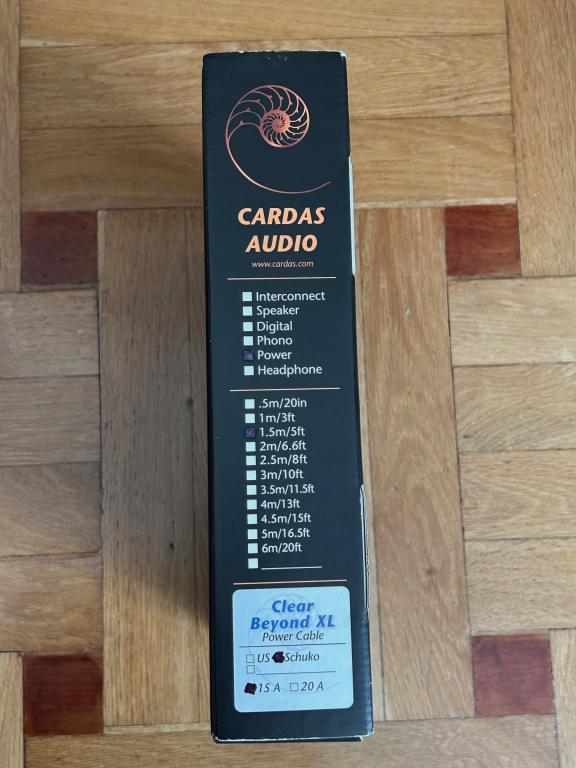 CARDAS
AUDIO
www.cardas.com
Interconnect
Speaker
Digital
Phono
Power
Headphone
.5m/20in
1m/3ft
1.5m/5ft
2m/6.6ft
2.5m/8ft
3m/10ft
3.5m/11.5ft
4m/13ft
4.5m/15ft
5m/16.5ft
6m/20ft
Clear
Beyond XL
Power Cable
US Schuko
15 A 20 A